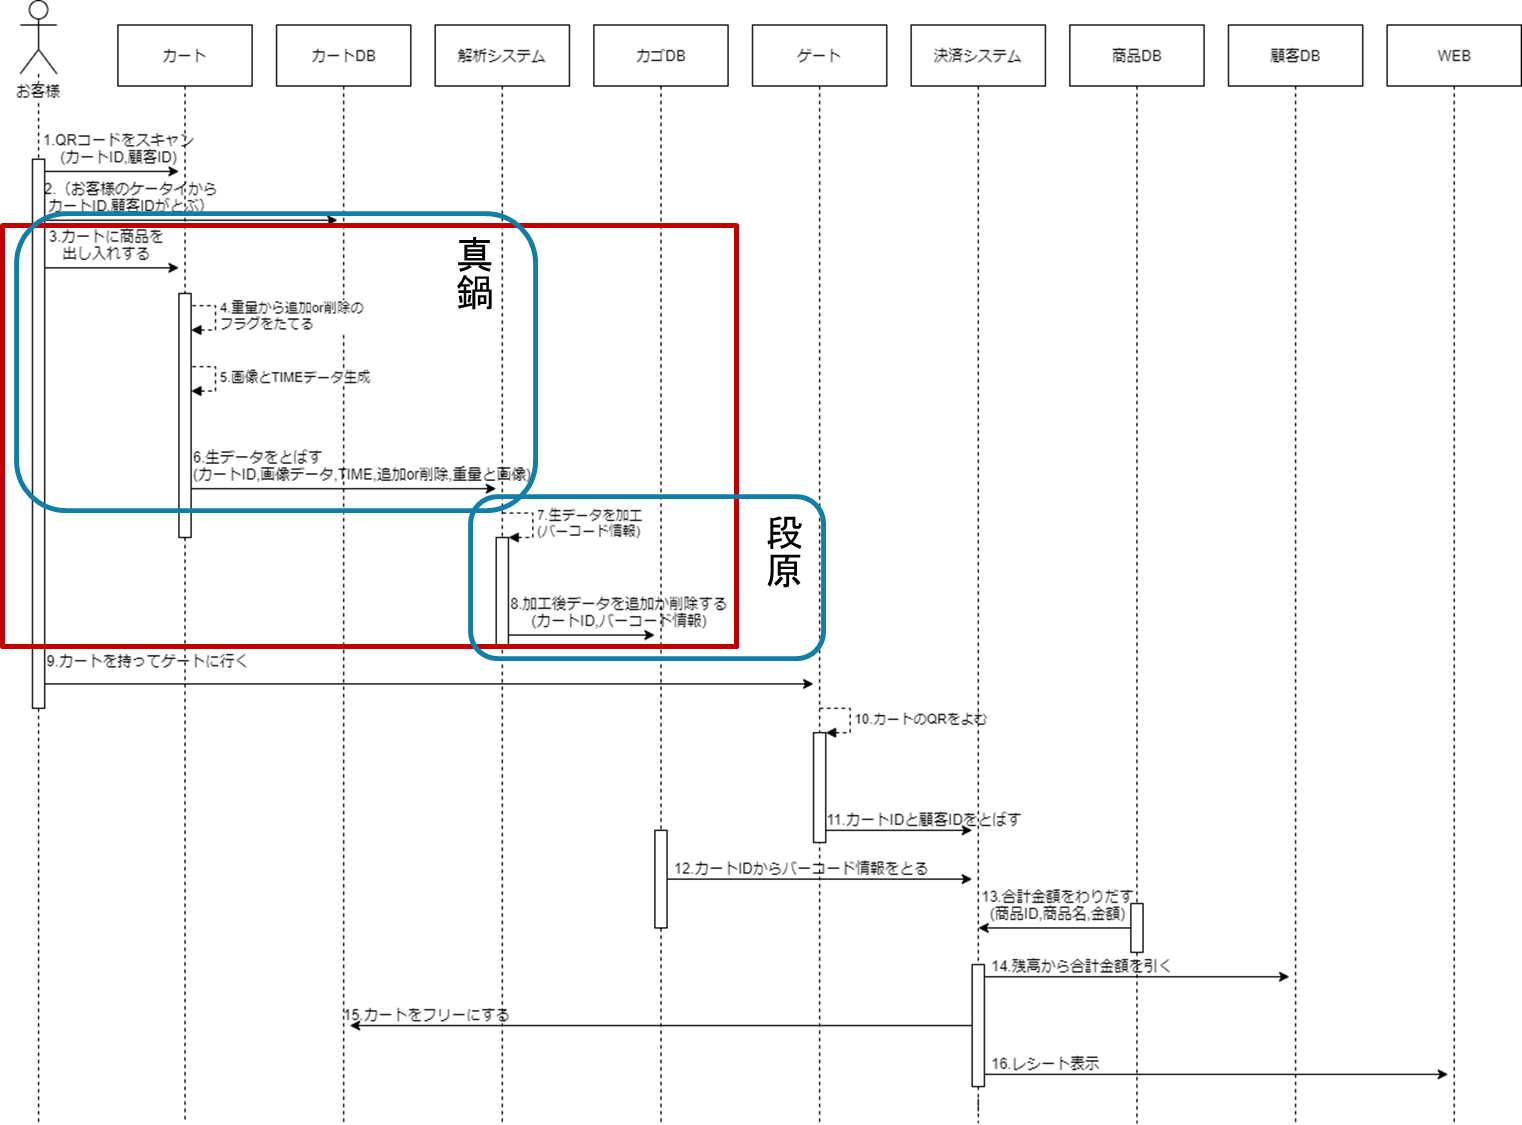 お客様
カート
カートDB
解析システム
カゴDB
ゲート
決済システム
商品DB
顧客DB
WEB
1.QRコードをスキャン
(カートID,顧客ID)
2.（お客様のケータイから
カートID,顧客IDがとぶ）
3.カートに商品を
出し入れする
真鍋
4.重量から追加or削除の
フラグをたてる
5.画像とTIMEデータ生成
6.生データをとばす
(カートID,画像データ,TIME,追加or削除,重量と画像)
7.生データを加工
(バーコード情報)
段原
8.加工後データを追加か削除する
(カートID,バーコード情報)
9.カートを持ってゲートに行く
10.カートのQRをよむ
11.カートIDと顧客IDをとばす
12.カートIDからバーコード情報をとる
13.合計金額をわりだす
(商品ID,商品名,金額)
14.残高から合計金額を引く
15.カートをフリーにする
16.レシート表示